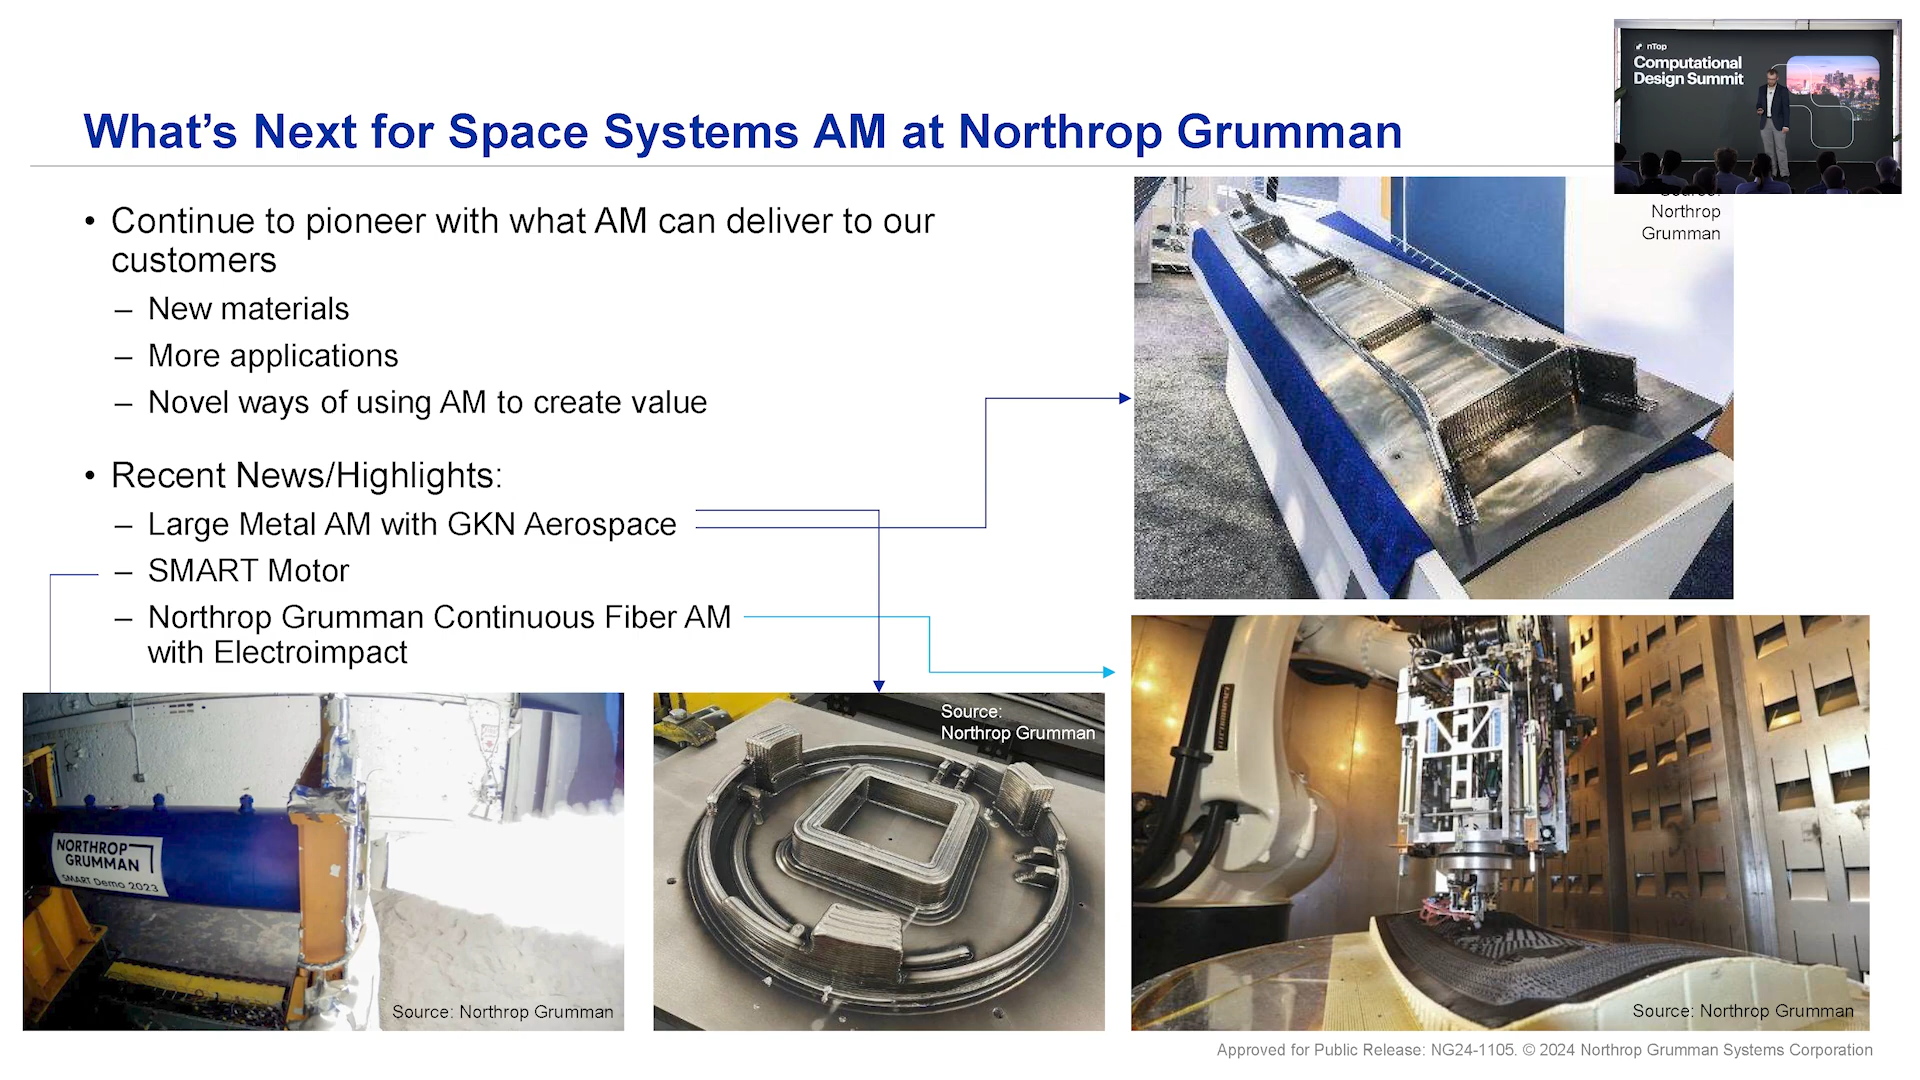 nTop
Computational
Design Summit
What's Next for Space Systems AM at Northrop Grumman
Northrop
Grumman
• Continue to pioneer with what AM can deliver to our
customers
– New materials
– More applications
– Novel ways of using AM to create value
• Recent News/Highlights:
– Large Metal AM with GKN Aerospace
– SMART Motor
– Northrop Grumman Continuous Fiber AM
with Electroimpact
NORTHROP
GRUMMAN
SMART Demo 2023
Source: Northrop Grumman
Source:
Northrop Grumman
Source: Northrop Grumman
Approved for Public Release: NG24-1105. © 2024 Northrop Grumman Systems Corporation